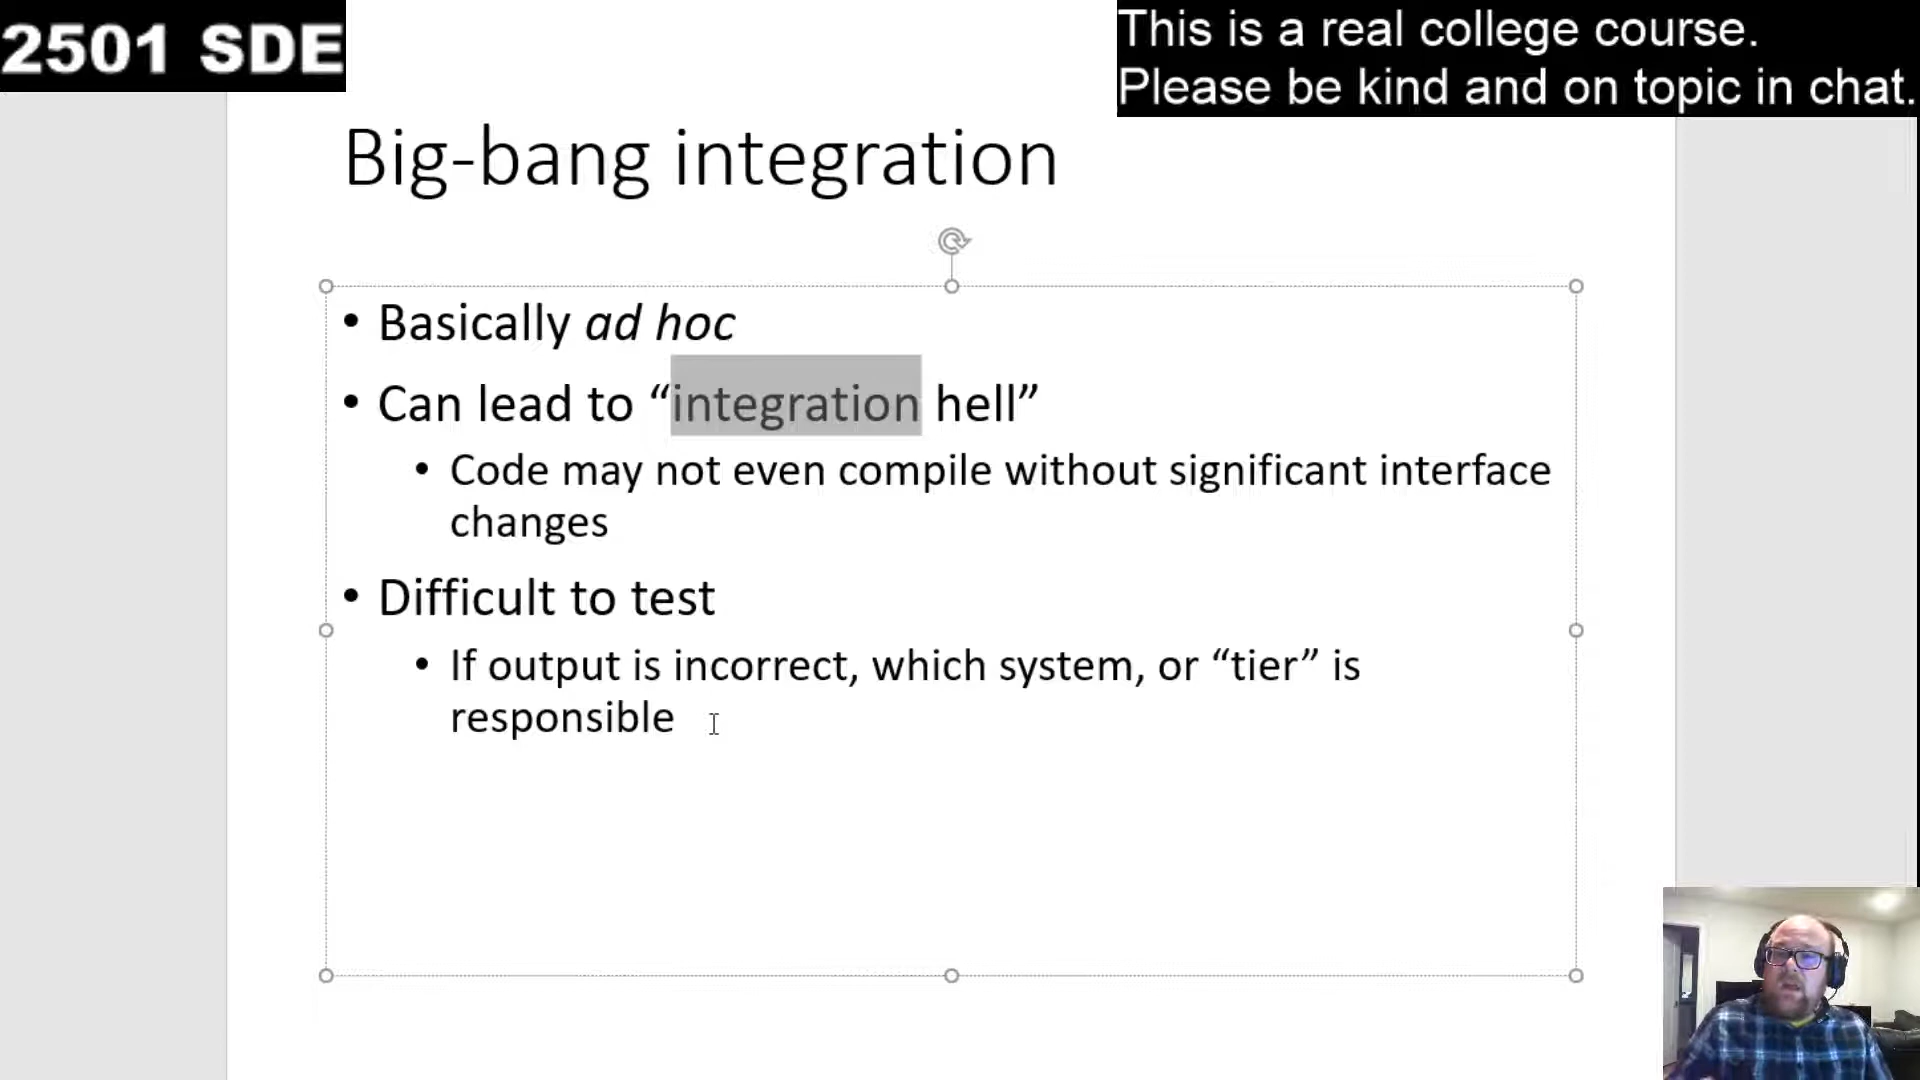 2501 SDE
This is a real college course.
Please be kind and on topic in chat.
Big-bang integration
• Basically ad hoc
• Can lead to “integration hell”
• Code may not even compile without significant interface
changes
• Difficult to test
• If output is incorrect, which system, or “tier” is
responsible